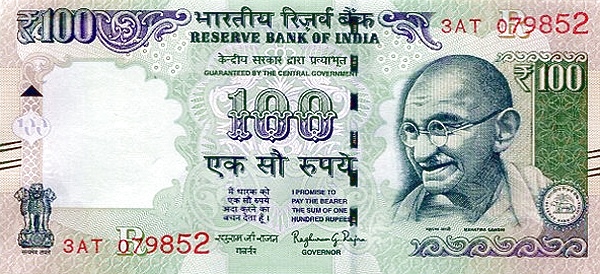 ₹100
भारतीय रिज़र्व बैंक
RESERVE BANK OF INDIA
3AT 079852
R
केन्द्रीय सरकार द्वारा प्रत्याभूत
GUARANTEED BY THE CENTRAL GOVERNMENT
₹100
100
100
एक सौ रुपये
मैं धारक को
एक सौ रुपये
अदा करने का
वचन देता हूँ।
I PROMISE TO
PAY THE BEARER
THE SUM OF ONE
HUNDRED RUPEES
3AT 079852
R
रघुराम जी. राजन
गवर्नर
Raghuram G. Rajan
GOVERNOR
महात्मा गांधी MAHATMA GANDHI
सत्यमेव जयते